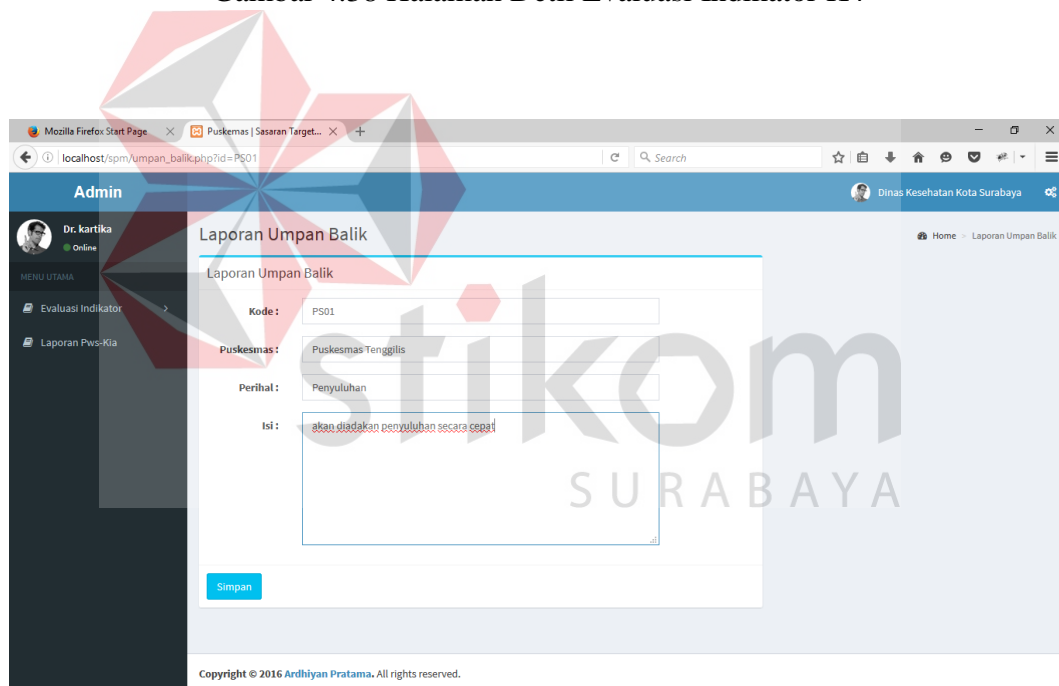 Mozilla Firefox Start Page
Puskemas | Sasaran Target...
localhost/spm/umpan_balik.php?id=PS01
Search
Admin
Dinas Kesehatan Kota Surabaya
Dr. kartika
Online
Laporan Umpan Balik
Home > Laporan Umpan Balik
MENU UTAMA
Evaluasi Indikator
Laporan Pws-Kia
Laporan Umpan Balik
Kode :
PS01
Puskesmas :
Puskesmas Tenggilis
Perihal :
Penyuluhan
Isi :
akan diadakan penyuluhan secara cepat
Simpan
stikom
SURABAYA
Copyright © 2016 Ardhiyan Pratama. All rights reserved.